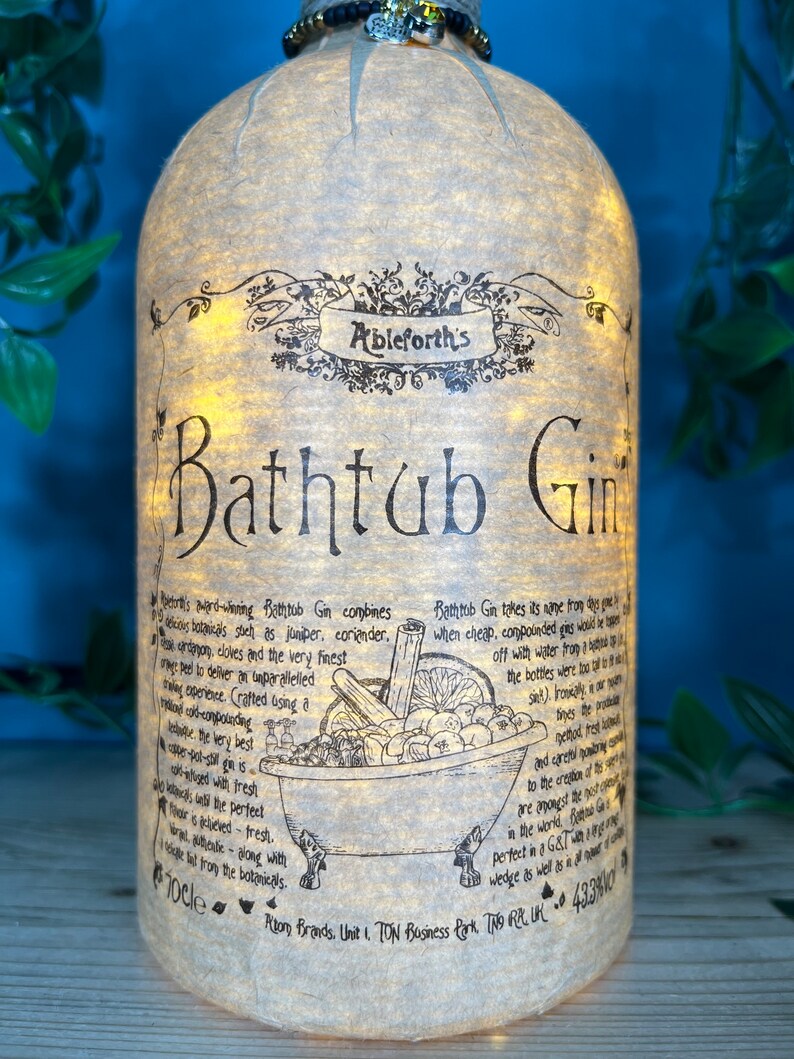 Ableforth's
®
Bathtub Gin
Ableforth's award-winning Bathtub Gin combines
delicious botanicals such as juniper, coriander,
cassia, cardamom, cloves and the very finest
orange peel to deliver an unparallelled
drinking experience. Crafted using a
traditional cold-compounding
technique, the very best
copper-pot-still gin is
cold-infused with fresh
botanicals until the perfect
flavour is achieved - fresh,
vibrant, authentic - along with
a delicate tint from the botanicals.
Bathtub Gin takes its name from days gone by
when cheap, compounded gins would be topped
off with water from a bathtub tap
the bottles were too tall to fit into
sink). Ironically, in our modern
times the production
method, fresh botanicals
and careful monitoring
to the creation of this
are amongst the most
in the world. Bathtub Gin is
perfect in a G&T with a large orange
wedge as well as in all manner of cocktails.
70cl e
43.3%vol
Atom Brands, Unit 1, TON Business Park, TN9 1RA, UK